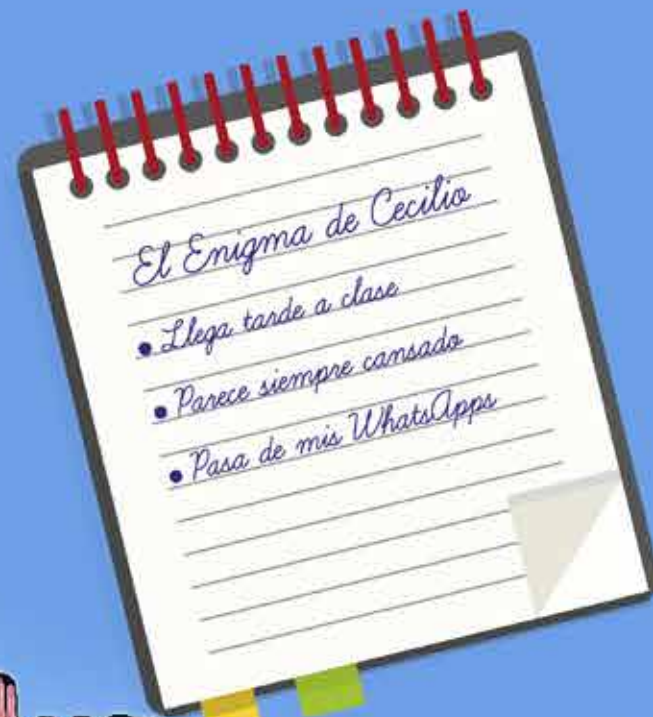 El Enigma de Cecilio
• Llega tarde a clase
• Parece siempre cansado
• Pasa de mis WhatsApps